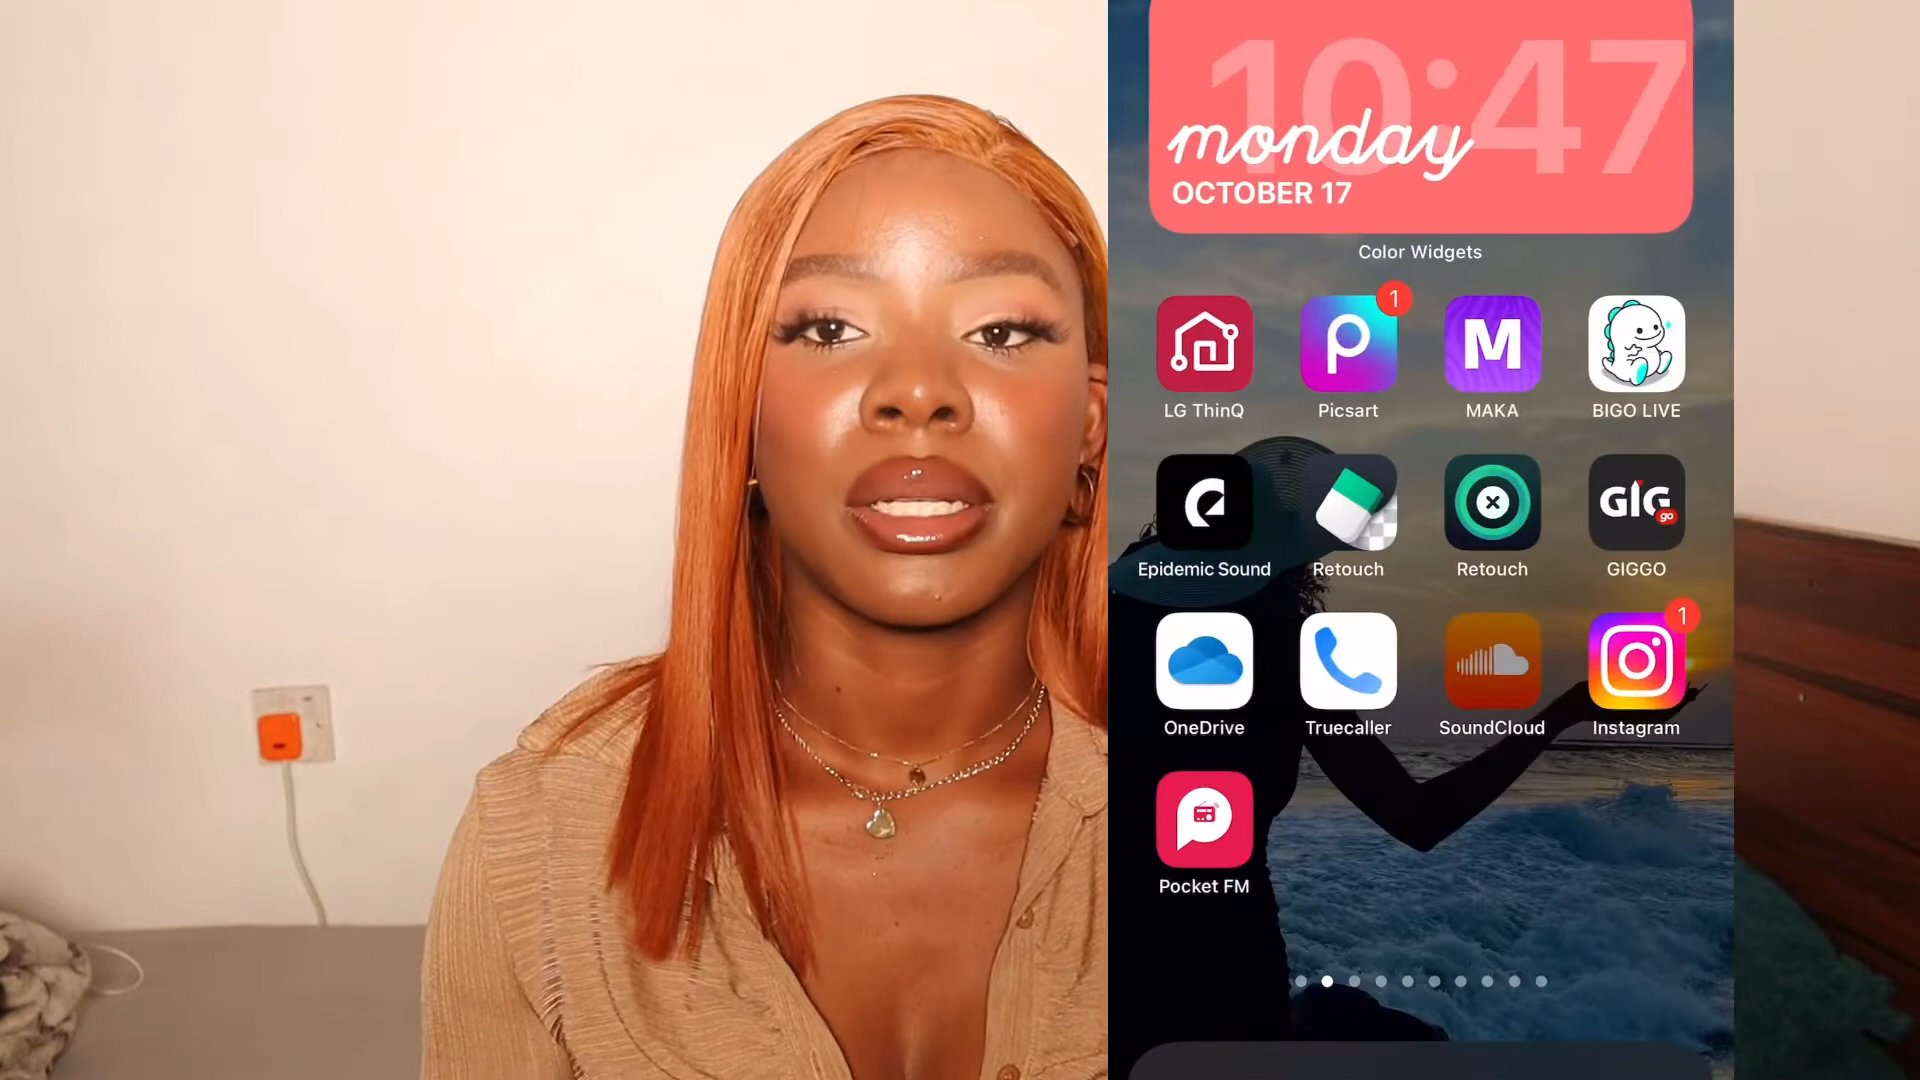 10:47
monday
OCTOBER 17
Color Widgets
1
M
LG ThinQ
Picsart
MAKA
BIGO LIVE
GIG
go
Epidemic Sound
Retouch
Retouch
GIGGO
1
OneDrive
Truecaller
SoundCloud
Instagram
Pocket FM